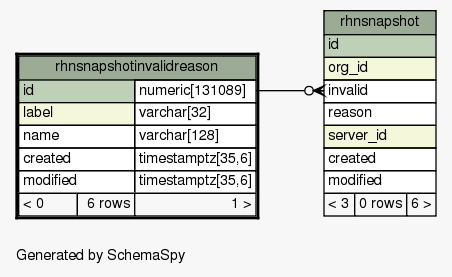 rhnsnapshotinvalidreason
id numeric[131089]
label varchar[32]
name varchar[128]
created timestamptz[35,6]
modified timestamptz[35,6]
< 0 6 rows 1 >
rhnsnapshot
id
org_id
invalid
reason
server_id
created
modified
< 3 0 rows 6 >
Generated by SchemaSpy